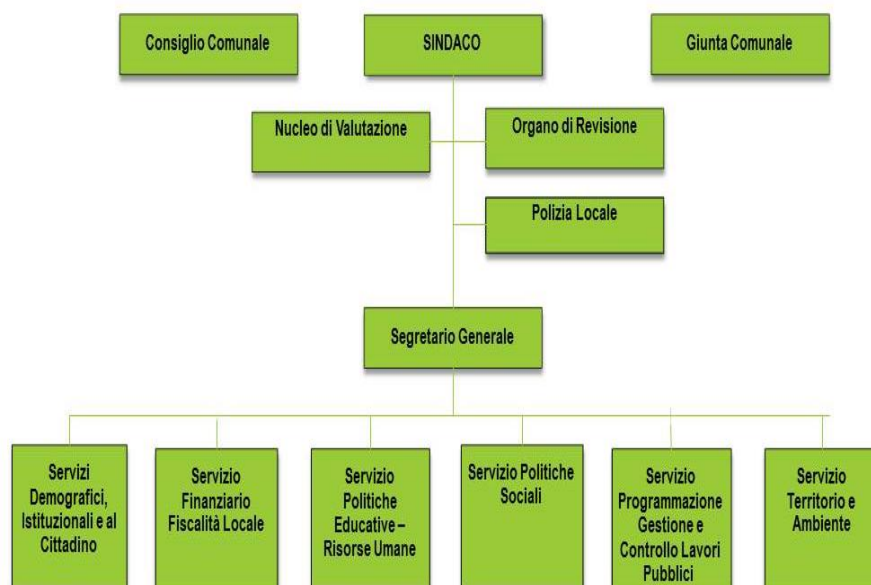 Consiglio Comunale
SINDACO
Giunta Comunale
Nucleo di Valutazione
Organo di Revisione
Polizia Locale
Segretario Generale
Servizi
Demografici,
Istituzionali e al
Cittadino
Servizio
Finanziario
Fiscalità Locale
Servizio
Politiche
Educative –
Risorse Umane
Servizio Politiche
Sociali
Servizio
Programmazione
Gestione e
Controllo Lavori
Pubblici
Servizio
Territorio e
Ambiente